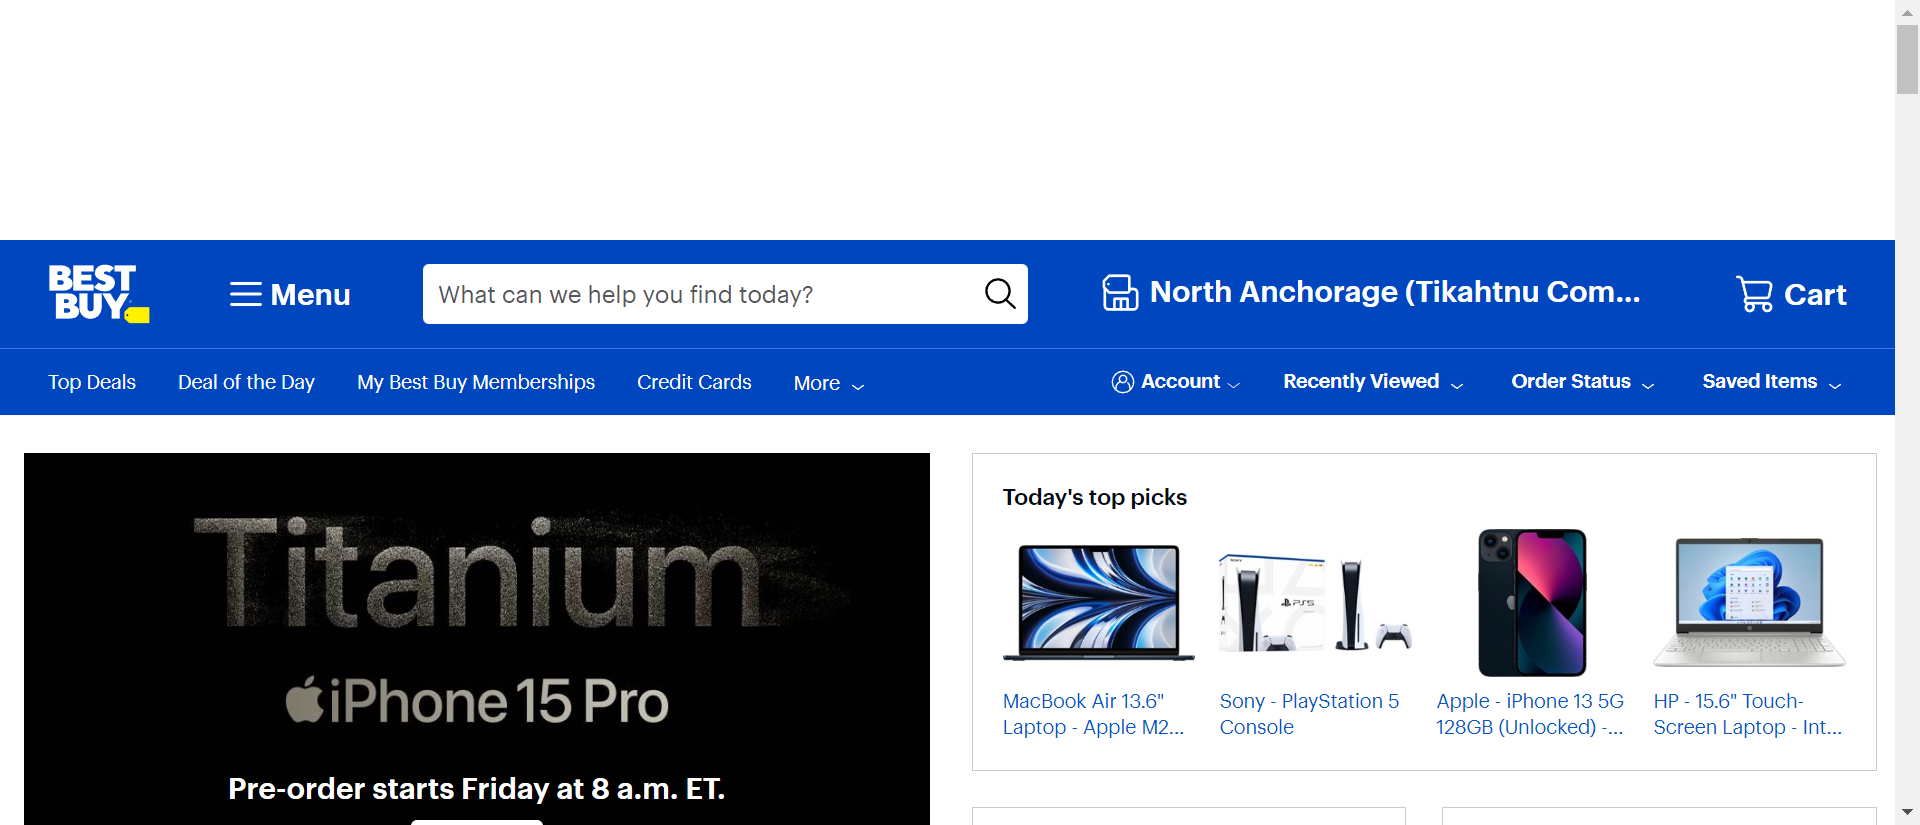 BEST
BUY
Menu
What can we help you find today?
North Anchorage (Tikahtnu Com...
Cart
Top Deals
Deal of the Day
My Best Buy Memberships
Credit Cards
More
Account
Recently Viewed
Order Status
Saved Items
Titanium
iPhone 15 Pro
Pre-order starts Friday at 8 a.m. ET.
Today's top picks
PS5
MacBook Air 13.6"
Laptop - Apple M2...
Sony - PlayStation 5
Console
Apple - iPhone 13 5G
128GB (Unlocked) -...
HP - 15.6" Touch-
Screen Laptop - Int...